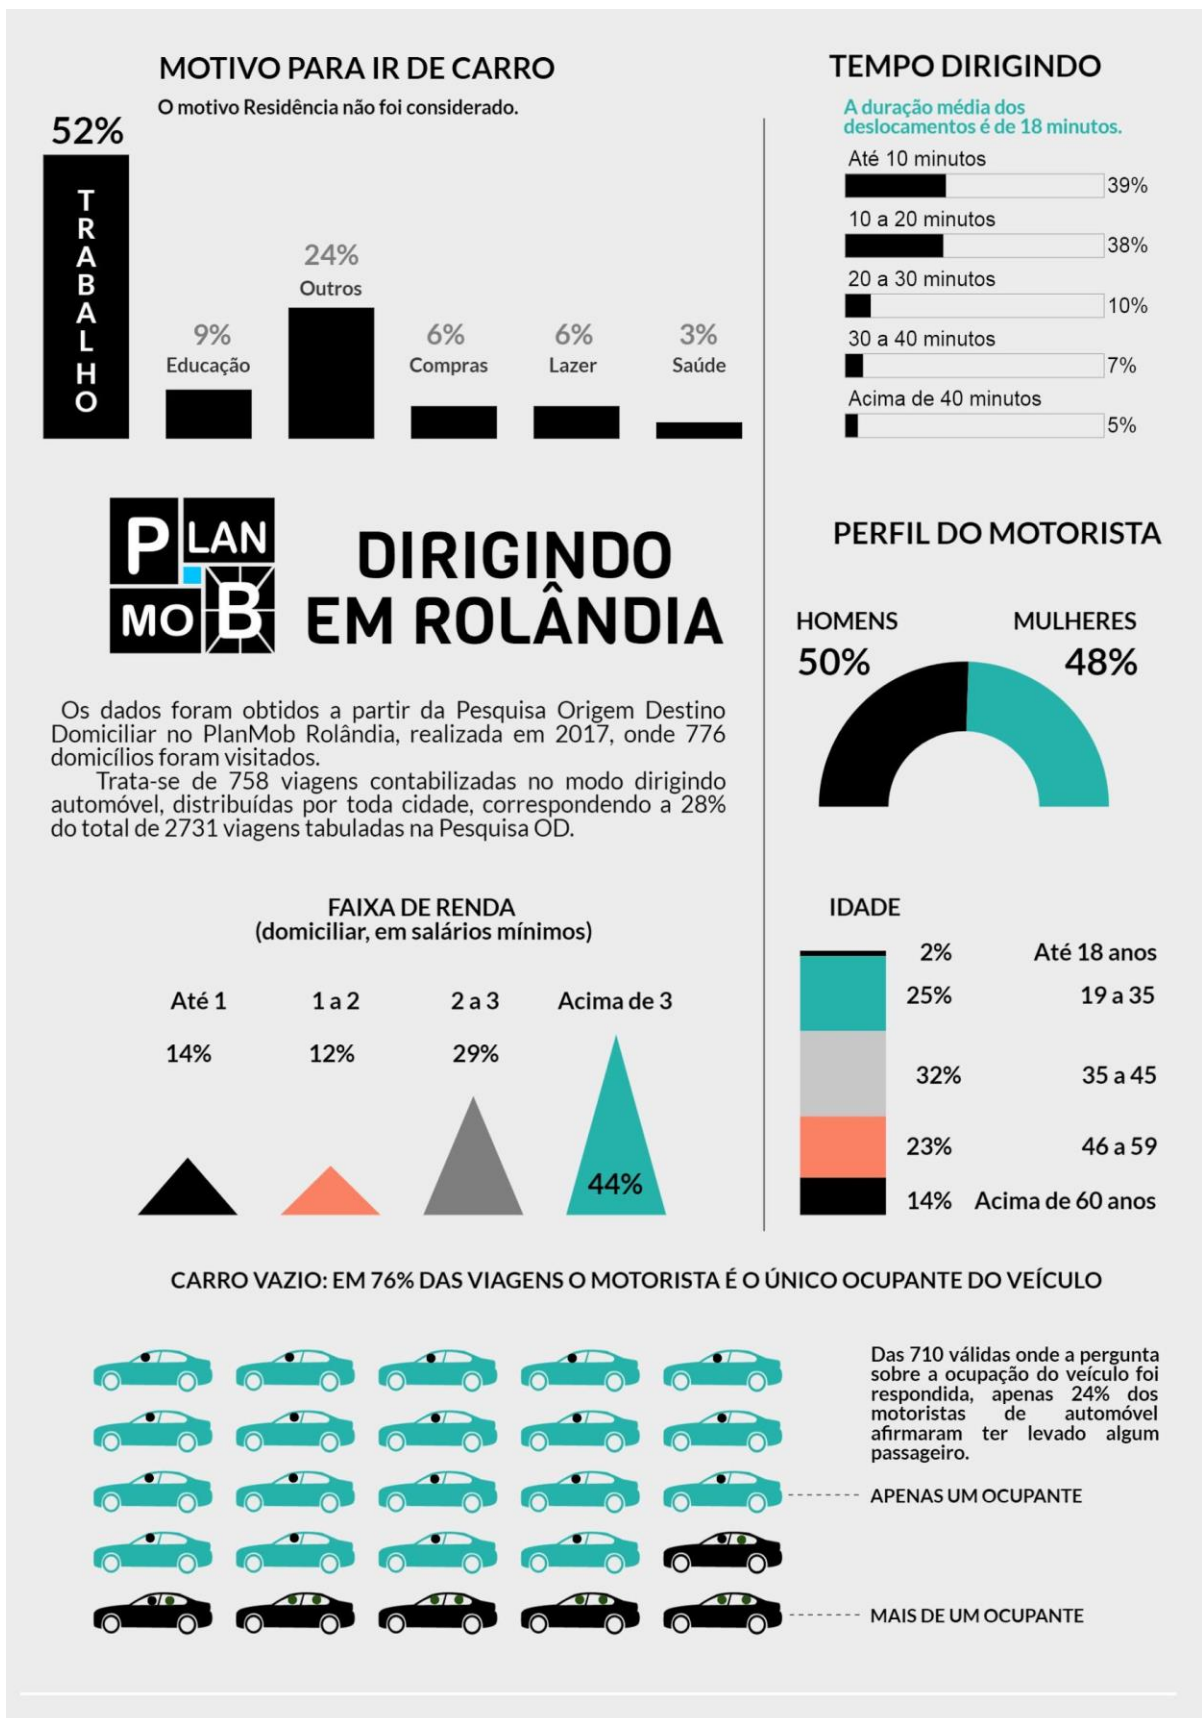 MOTIVO PARA IR DE CARRO
O motivo Residência não foi considerado.
52%
TRABALHO
9%
Educação
24%
Outros
6%
Compras
6%
Lazer
3%
Saúde
TEMPO DIRIGINDO
A duração média dos
deslocamentos é de 18 minutos.
Até 10 minutos
39%
10 a 20 minutos
38%
20 a 30 minutos
10%
30 a 40 minutos
7%
Acima de 40 minutos
5%
PLAN
MOB
DIRIGINDO
EM ROLÂNDIA
Os dados foram obtidos a partir da Pesquisa Origem Destino
Domiciliar no PlanMob Rolândia, realizada em 2017, onde 776
domicílios foram visitados.
Trata-se de 758 viagens contabilizadas no modo dirigindo
automóvel, distribuídas por toda cidade, correspondendo a 28%
do total de 2731 viagens tabuladas na Pesquisa OD.
PERFIL DO MOTORISTA
HOMENS MULHERES
50% 48%
FAIXA DE RENDA
(domiciliar, em salários mínimos)
Até 1 1 a 2 2 a 3 Acima de 3
14% 12% 29%
44%
IDADE
2% Até 18 anos
25% 19 a 35
32% 35 a 45
23% 46 a 59
14% Acima de 60 anos
CARRO VAZIO: EM 76% DAS VIAGENS O MOTORISTA É O ÚNICO OCUPANTE DO VEÍCULO
Das 710 válidas onde a pergunta
sobre a ocupação do veículo foi
respondida, apenas 24% dos
motoristas de automóvel
afirmaram ter levado algum
passageiro.
APENAS UM OCUPANTE
MAIS DE UM OCUPANTE